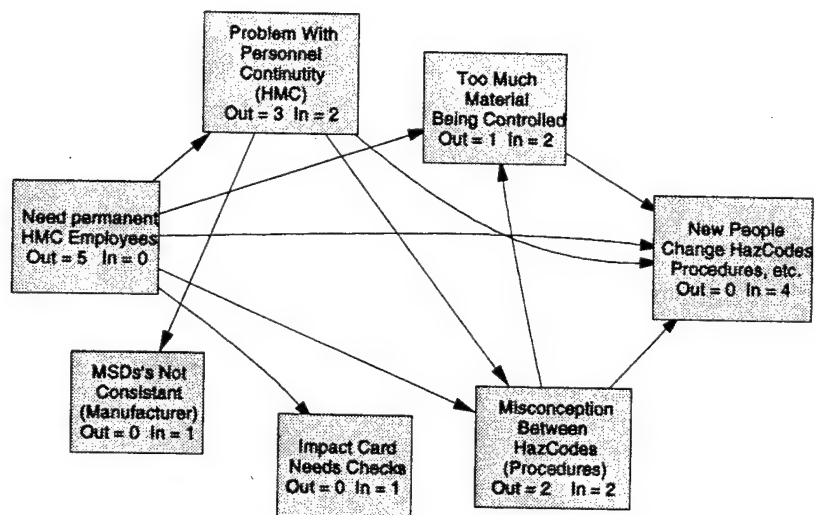 Problem With
Personnel
Continutity
(HMC)
Out = 3 In = 2
Too Much
Material
Being Controlled
Out = 1 In = 2
Need permanent
HMC Employees
Out = 5 In = 0
New People
Change HazCodes
Procedures, etc.
Out = 0 In = 4
MSDs's Not
Consistant
(Manufacturer)
Out = 0 In = 1
Impact Card
Needs Checks
Out = 0 In = 1
Misconception
Between
HazCodes
(Procedures)
Out = 2 In = 2